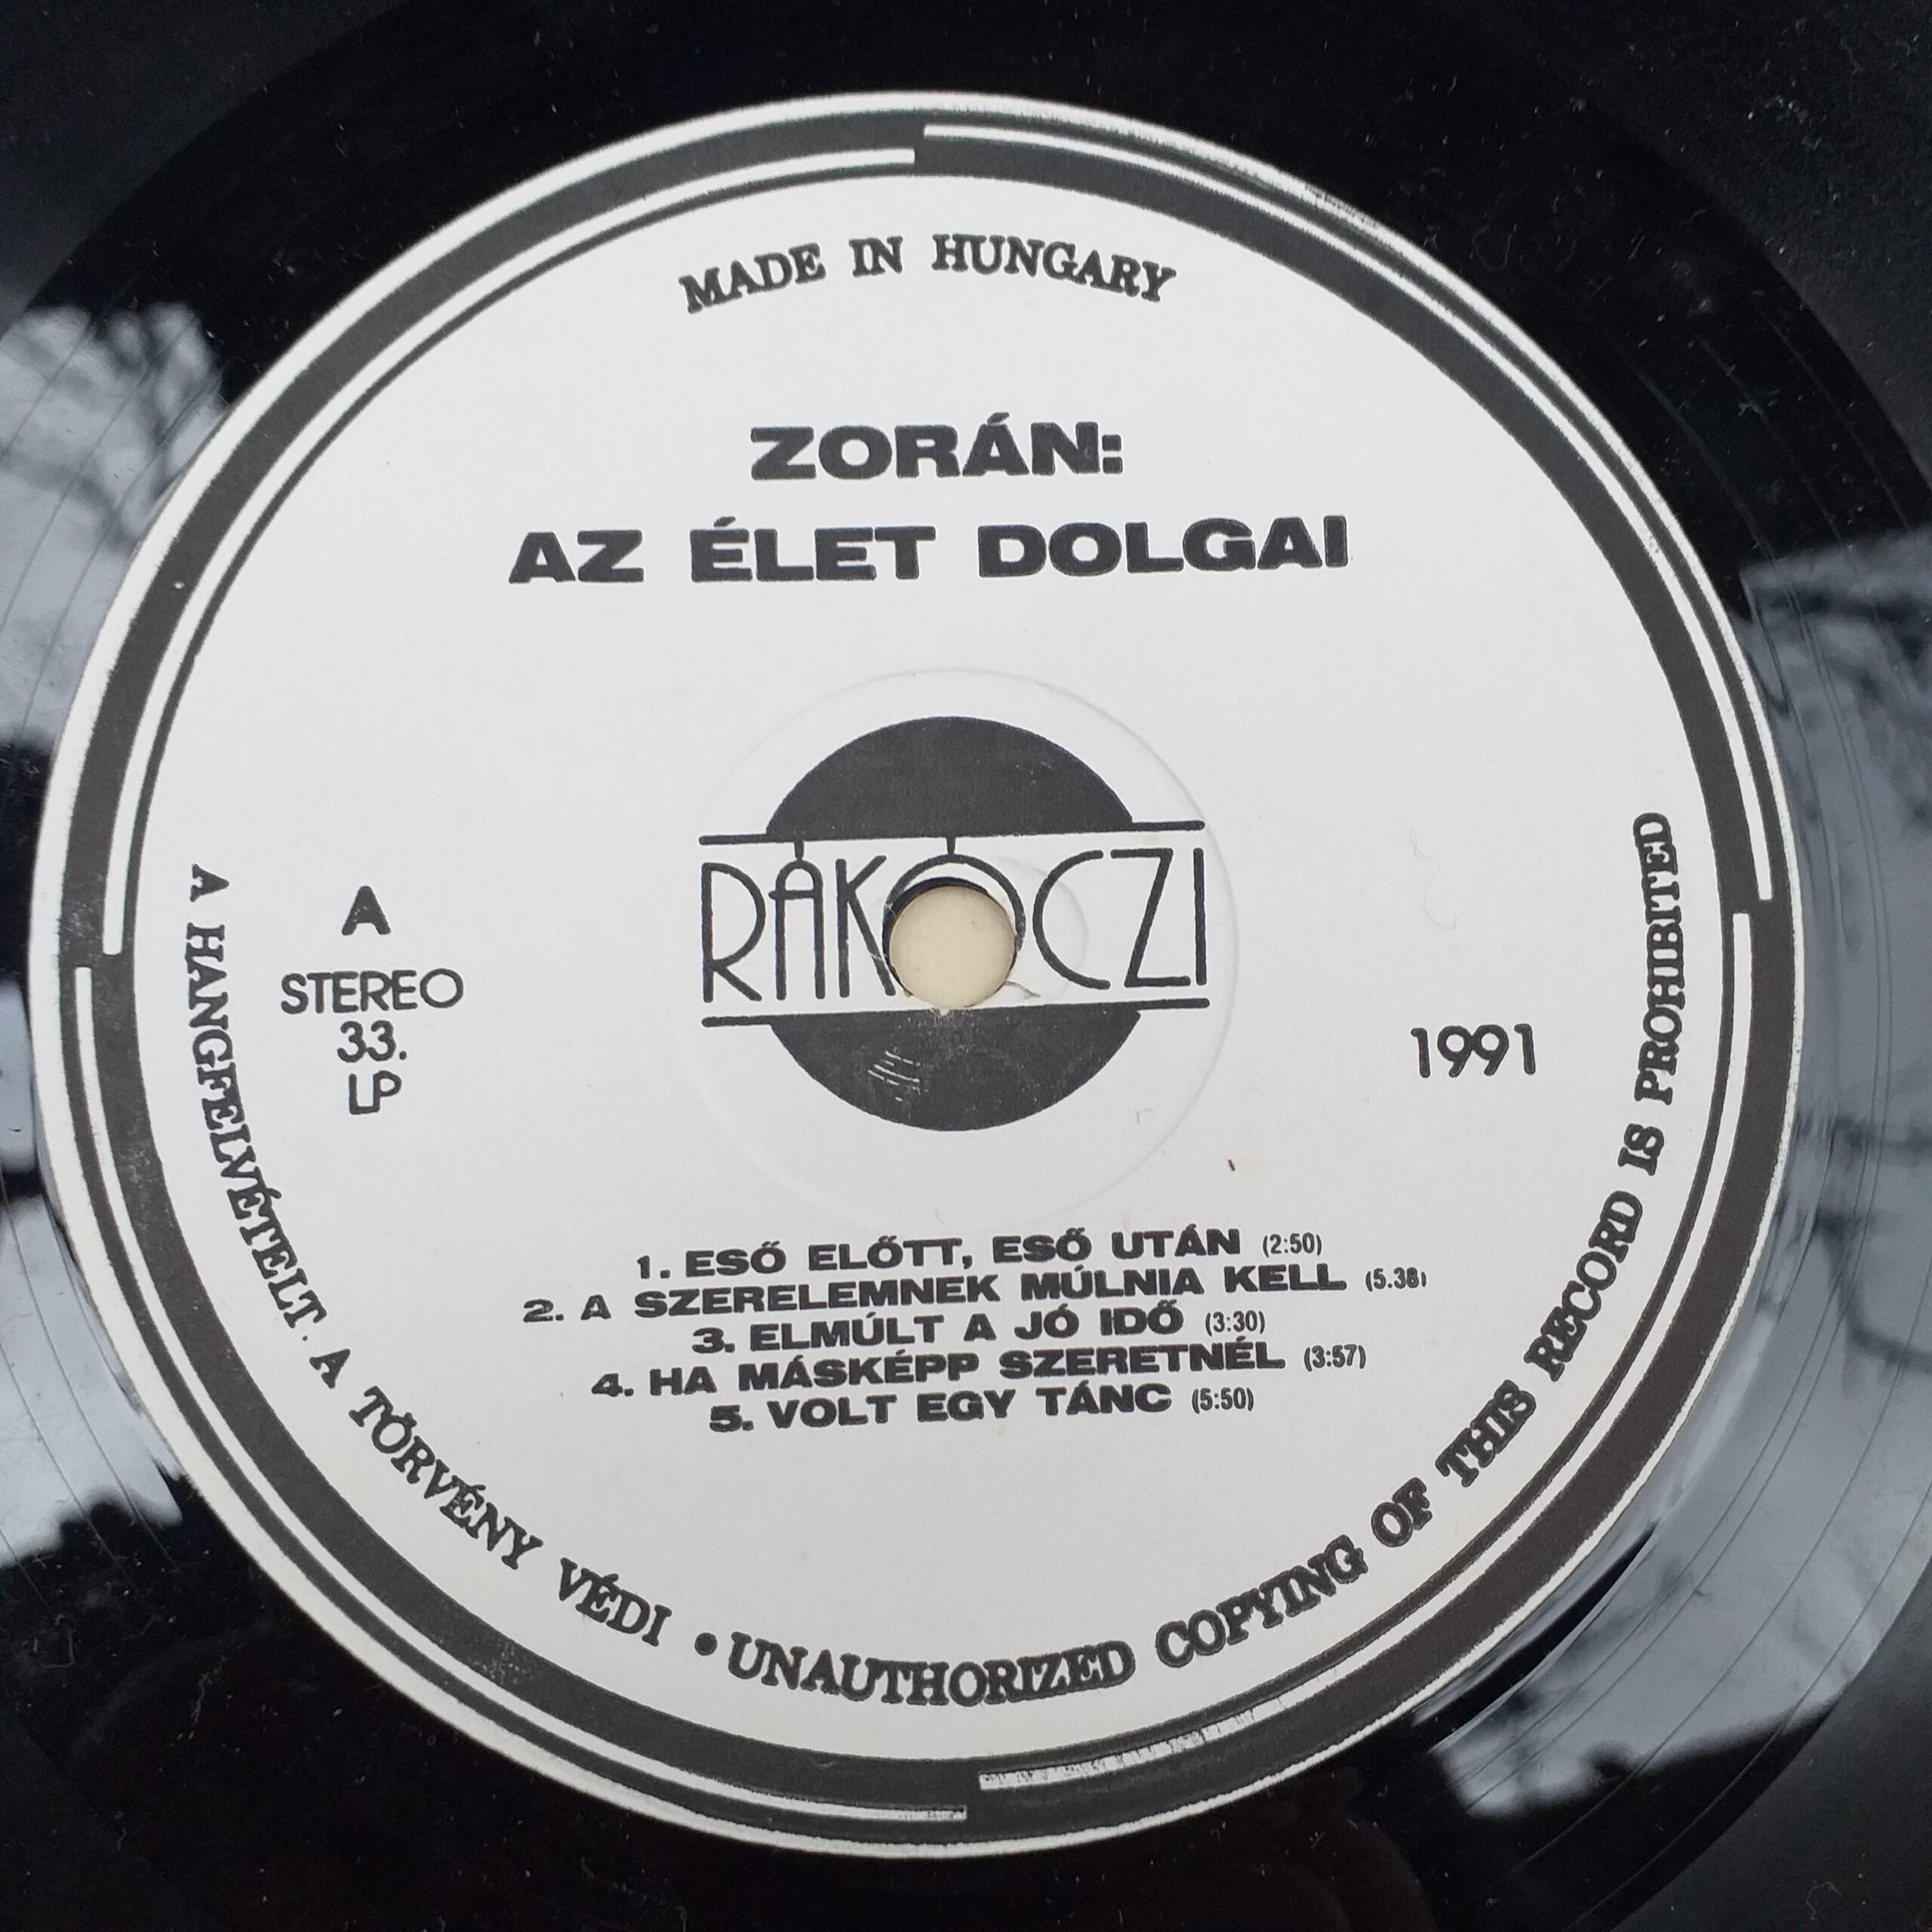 MADE IN HUNGARY
ZORÁN:
AZ ÉLET DOLGAI
RÁKÓCZI
A
STEREO
33.
LP
1991
1. ESŐ ELŐTT, ESŐ UTÁN (2:50)
2. A SZERELEMNEK MÚLNIA KELL (5.38)
3. ELMÚLT A JÓ IDŐ (3:30)
4. HA MÁSKÉPP SZERETNÉL (3:57)
5. VOLT EGY TÁNC (5:50)
A HANGFELVÉTELT. A TÖRVÉNY VÉDI • UNAUTHORIZED COPYING OF THIS RECORD IS PROHIBITED